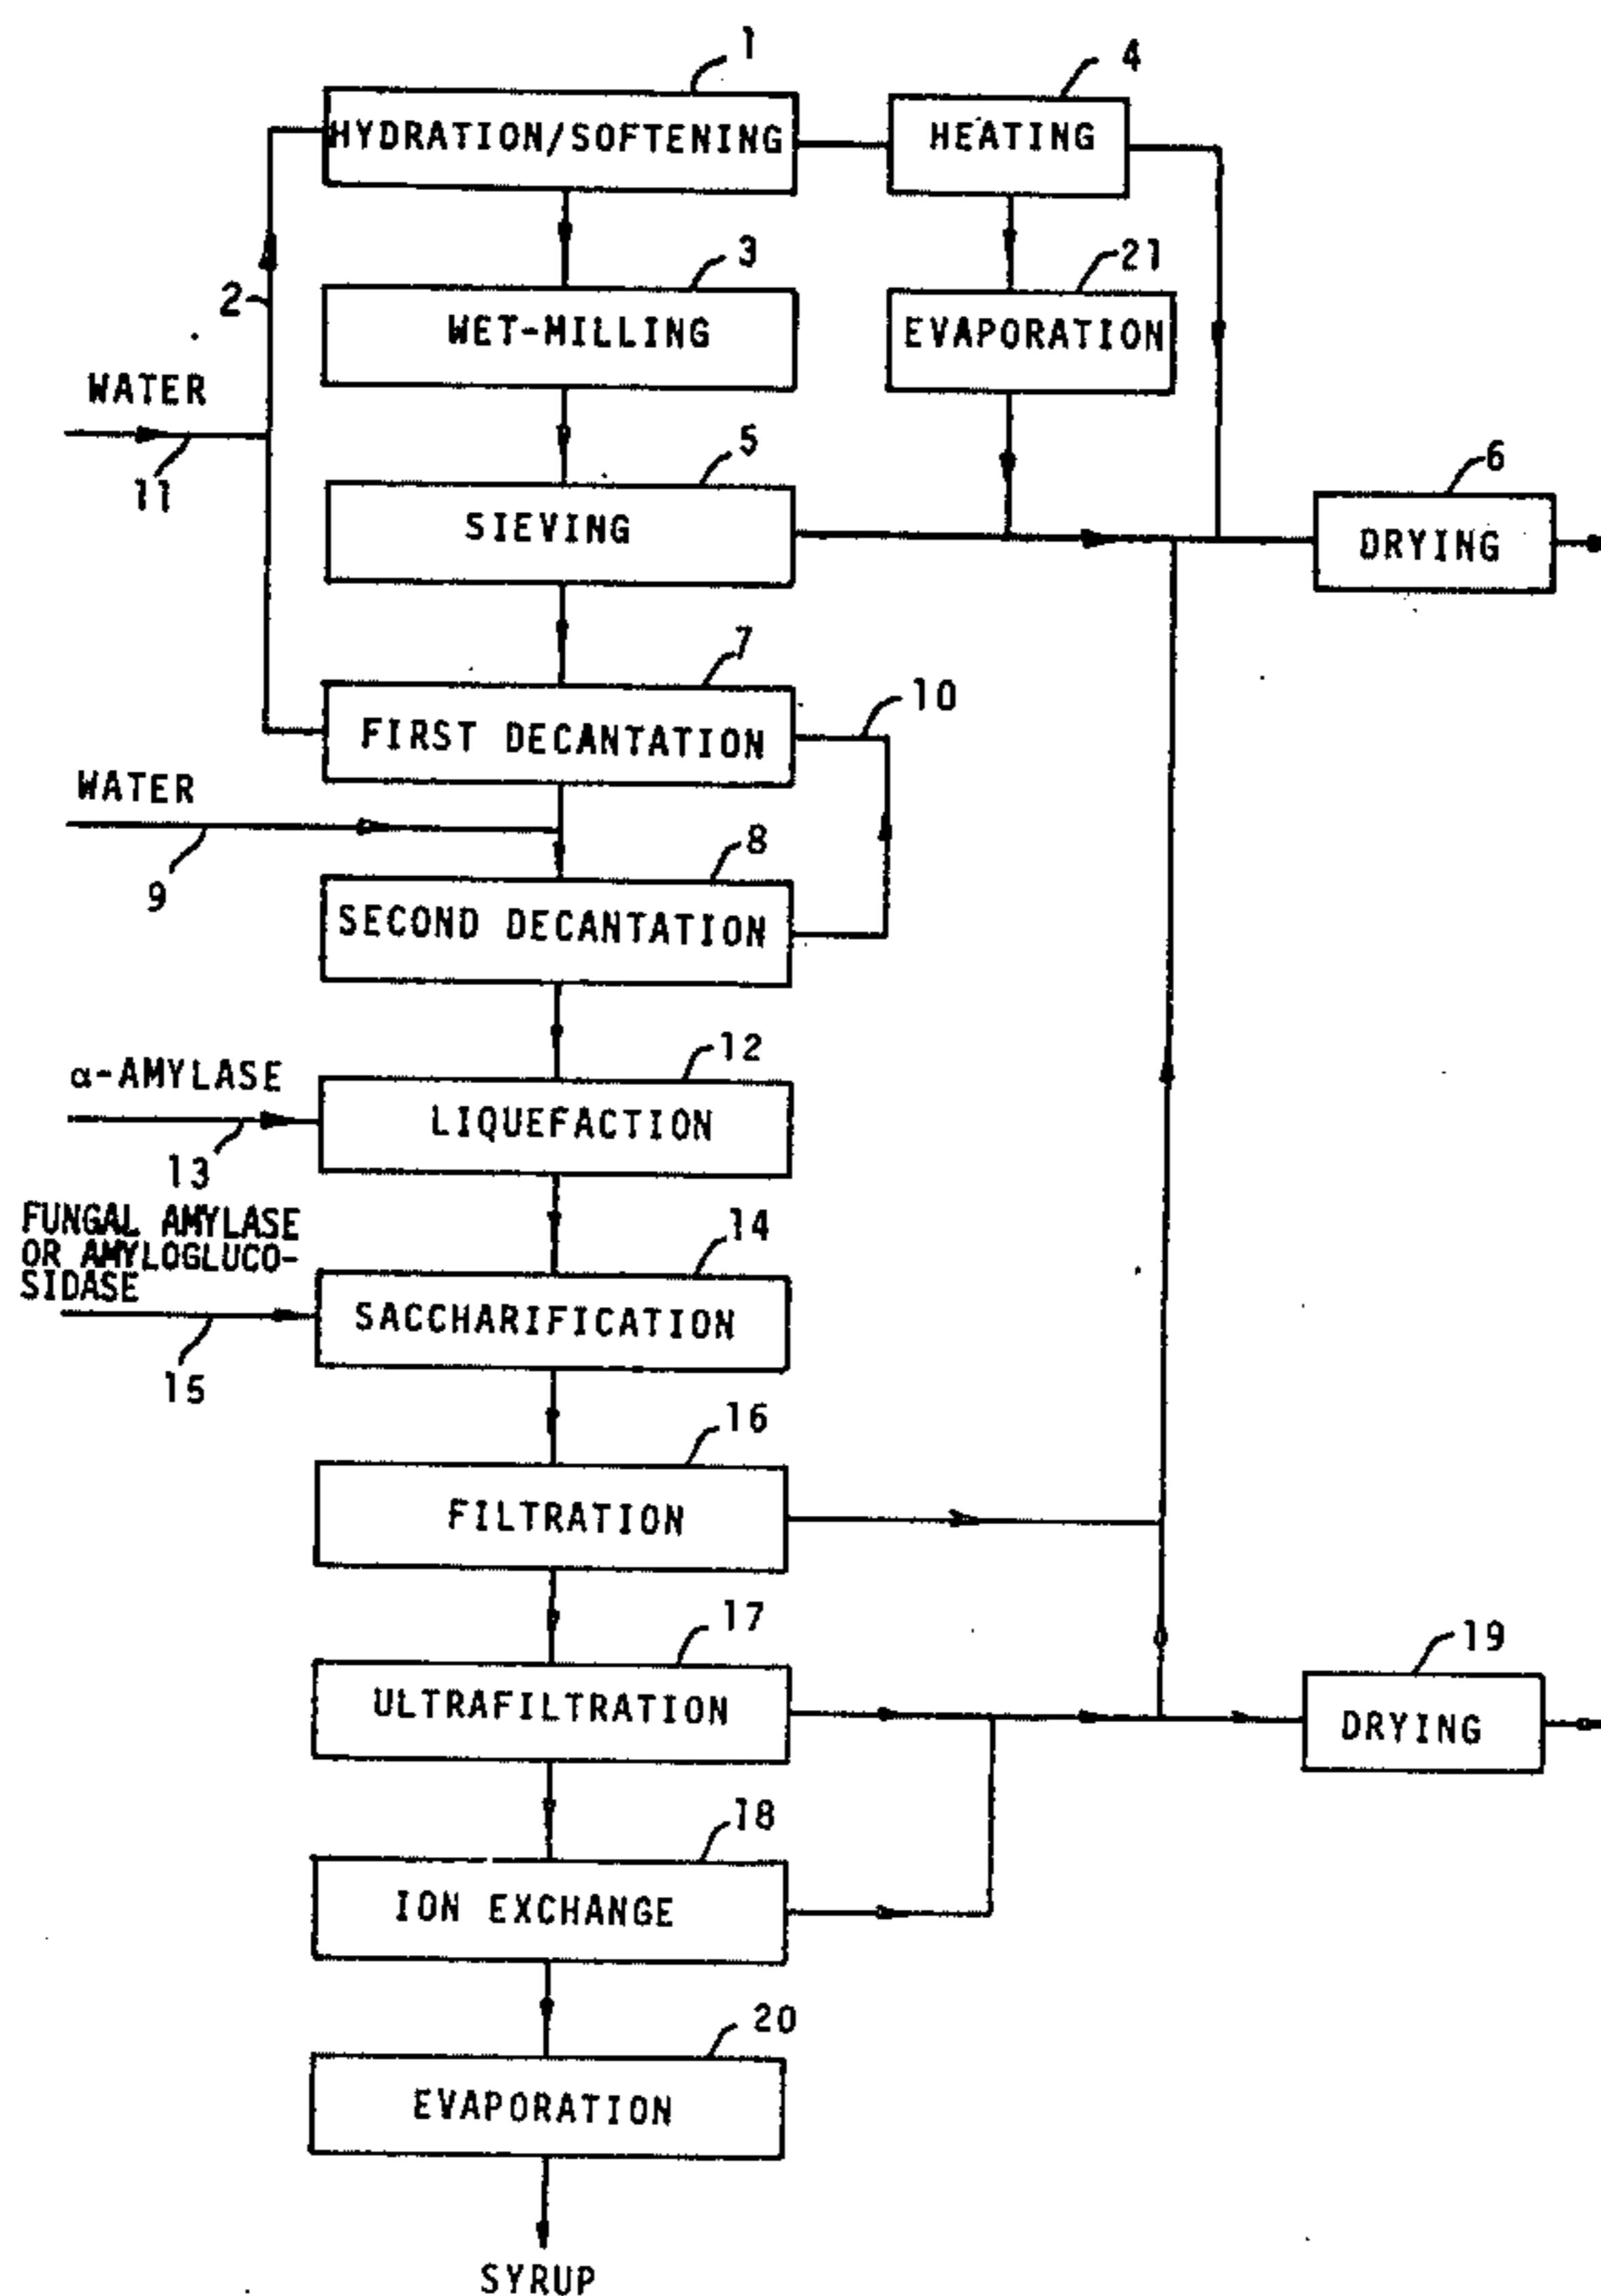 1
4
HYDRATION/SOFTENING
HEATING
3
21
2
WET-MILLING
EVAPORATION
WATER
11
5
6
SIEVING
DRYING
7
10
FIRST DECANTATION
WATER
9
8
SECOND DECANTATION
12
α-AMYLASE
LIQUEFACTION
13
FUNGAL AMYLASE
OR AMYLOGLUCO-
SIDASE
14
SACCHARIFICATION
15
16
FILTRATION
17
19
ULTRAFILTRATION
DRYING
18
ION EXCHANGE
20
EVAPORATION
SYRUP